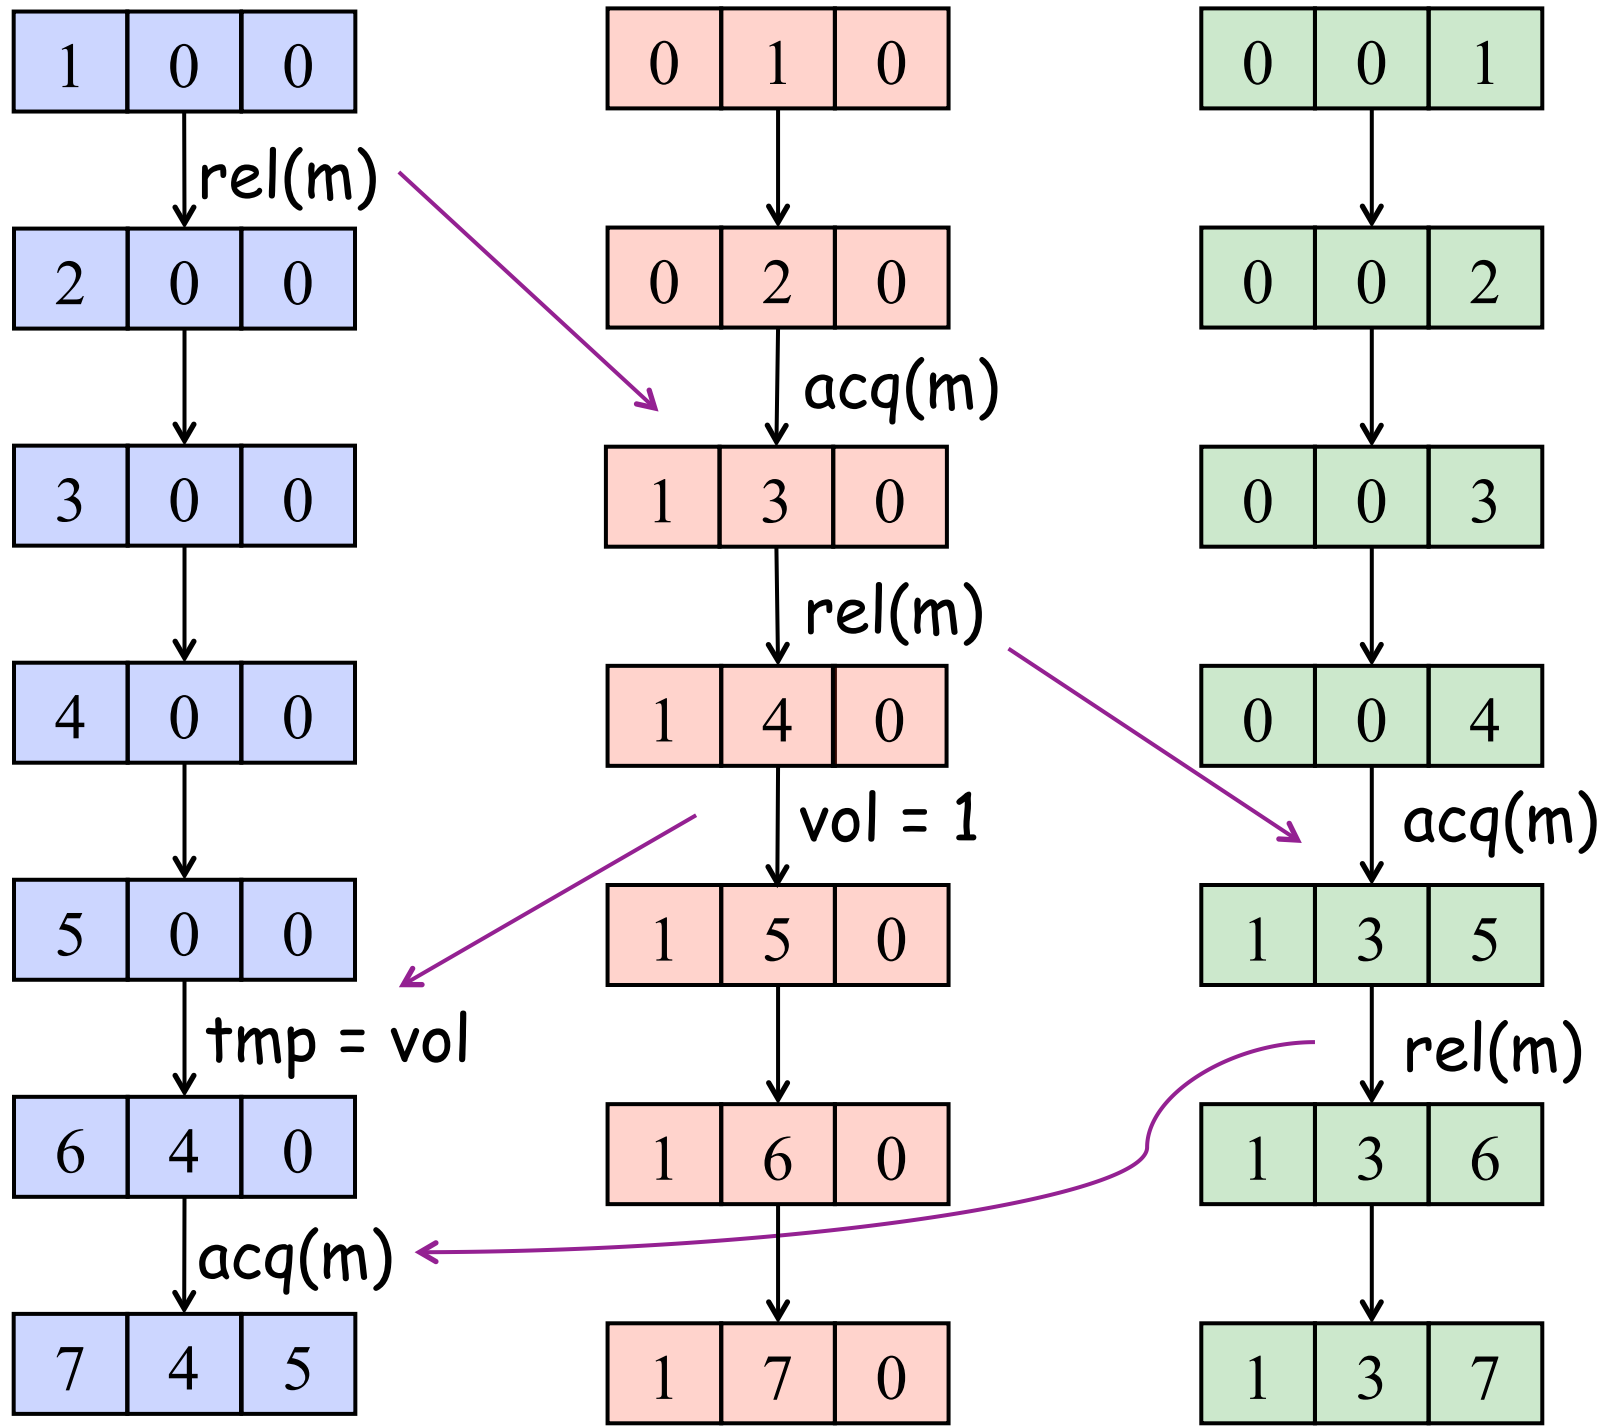 1 0 0
0 1 0
0 0 1
rel(m)
2 0 0
0 2 0
0 0 2
acq(m)
3 0 0
1 3 0
0 0 3
rel(m)
4 0 0
1 4 0
0 0 4
vol = 1
acq(m)
5 0 0
1 5 0
1 3 5
tmp = vol
rel(m)
6 4 0
1 6 0
1 3 6
acq(m)
7 4 5
1 7 0
1 3 7